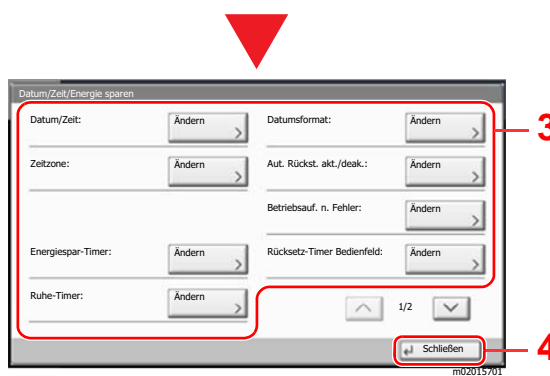 Datum/Zeit/Energie sparen
Datum/Zeit: Ändern Datumsformat: Ändern 3
Zeitzone: Ändern Aut. Rückst. akt./deak.: Ändern
Betriebsauf. n. Fehler: Ändern
Energiespar-Timer: Ändern Rücksetz-Timer Bedienfeld: Ändern
Ruhe-Timer: Ändern 1/2
Schließen 4
m02015701